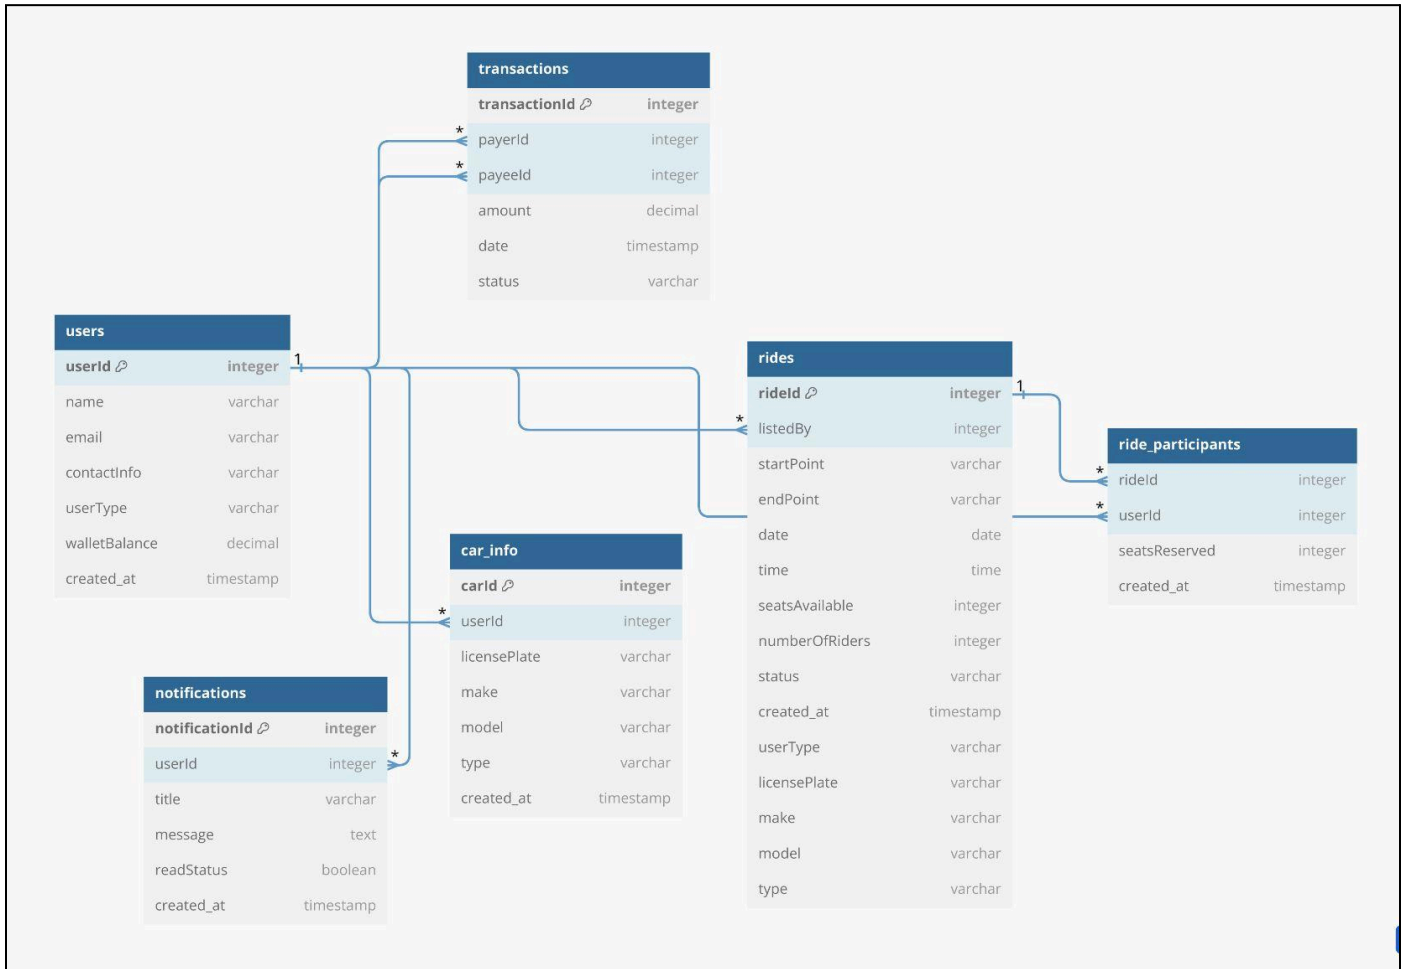 transactions
transactionId integer
* payerId integer
* payeeId integer
amount decimal
date timestamp
status varchar
users
userId integer 1
name varchar
email varchar
contactInfo varchar
userType varchar
walletBalance decimal
created_at timestamp
rides
rideId integer 1
* listedBy integer
startPoint varchar
endPoint varchar
date date
time time
seatsAvailable integer
numberOfRiders integer
status varchar
created_at timestamp
userType varchar
licensePlate varchar
make varchar
model varchar
type varchar
ride_participants
* rideId integer
* userId integer
seatsReserved integer
created_at timestamp
car_info
carId integer
* userId integer
licensePlate varchar
make varchar
model varchar
type varchar
created_at timestamp
notifications
notificationId integer
userId integer *
title varchar
message text
readStatus boolean
created_at timestamp